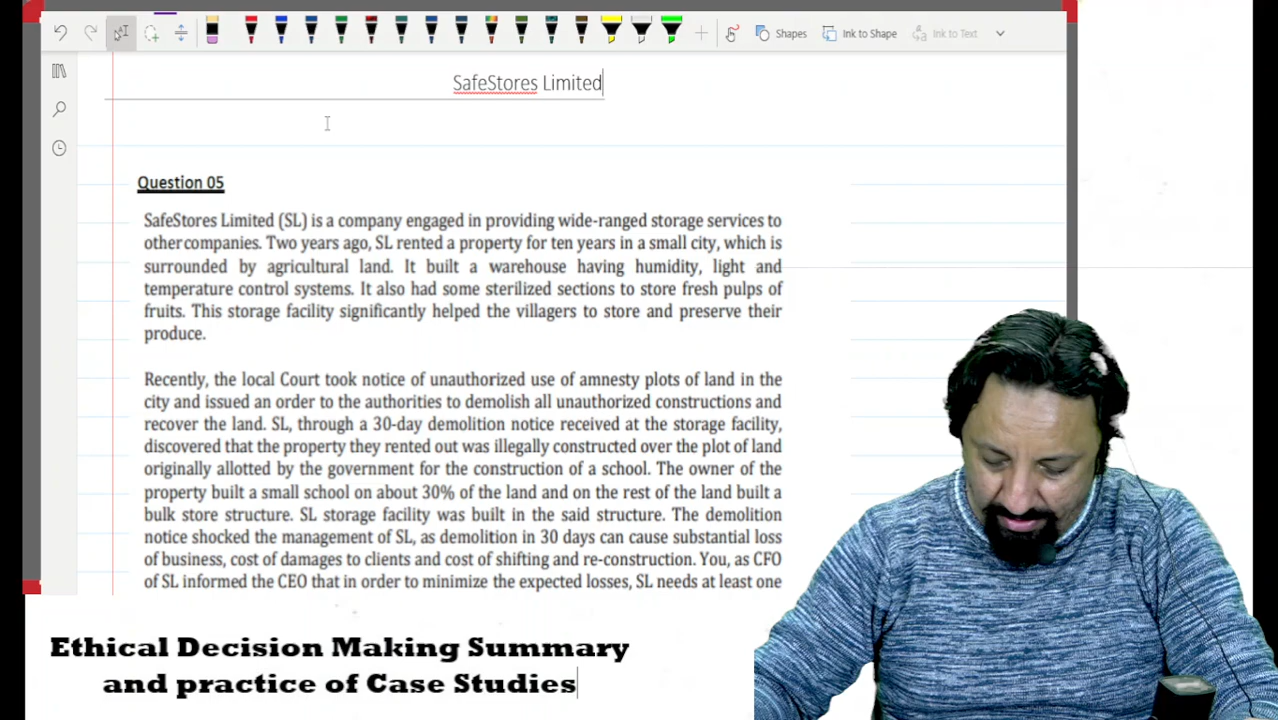 Shapes
Ink to Shape
Ink to Text
SafeStores Limited
Question 05
SafeStores Limited (SL) is a company engaged in providing wide-ranged storage services to
other companies. Two years ago, SL rented a property for ten years in a small city, which is
surrounded by agricultural land. It built a warehouse having humidity, light and
temperature control systems. It also had some sterilized sections to store fresh pulps of
fruits. This storage facility significantly helped the villagers to store and preserve their
produce.
Recently, the local Court took notice of unauthorized use of amnesty plots of land in the
city and issued an order to the authorities to demolish all unauthorized constructions and
recover the land. SL, through a 30-day demolition notice received at the storage facility,
discovered that the property they rented out was illegally constructed over the plot of land
originally allotted by the government for the construction of a school. The owner of the
property built a small school on about 30% of the land and on the rest of the land built a
bulk store structure. SL storage facility was built in the said structure. The demolition
notice shocked the management of SL, as demolition in 30 days can cause substantial loss
of business, cost of damages to clients and cost of shifting and re-construction. You, as CFO
of SL informed the CEO that in order to minimize the expected losses, SL needs at least one
Ethical Decision Making Summary
and practice of Case Studies